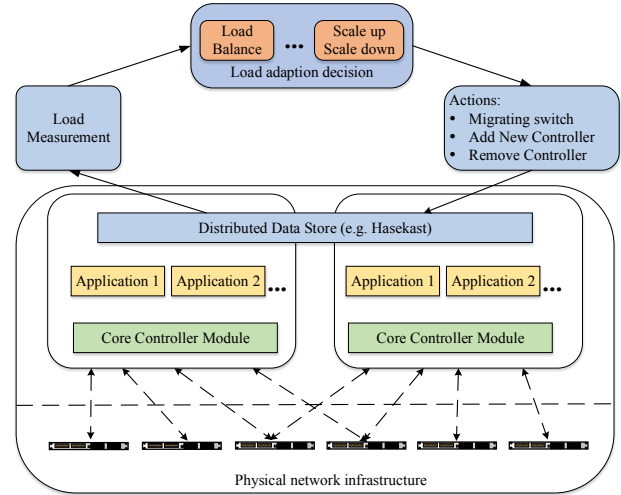 Load
Balance
...
Scale up
Scale down
Load adaption decision
Load
Measurement
Actions:
• Migrating switch
• Add New Controller
• Remove Controller
Distributed Data Store (e.g. Hasekast)
Application 1
Application 2
...
Application 1
Application 2
...
Core Controller Module
Core Controller Module
Physical network infrastructure